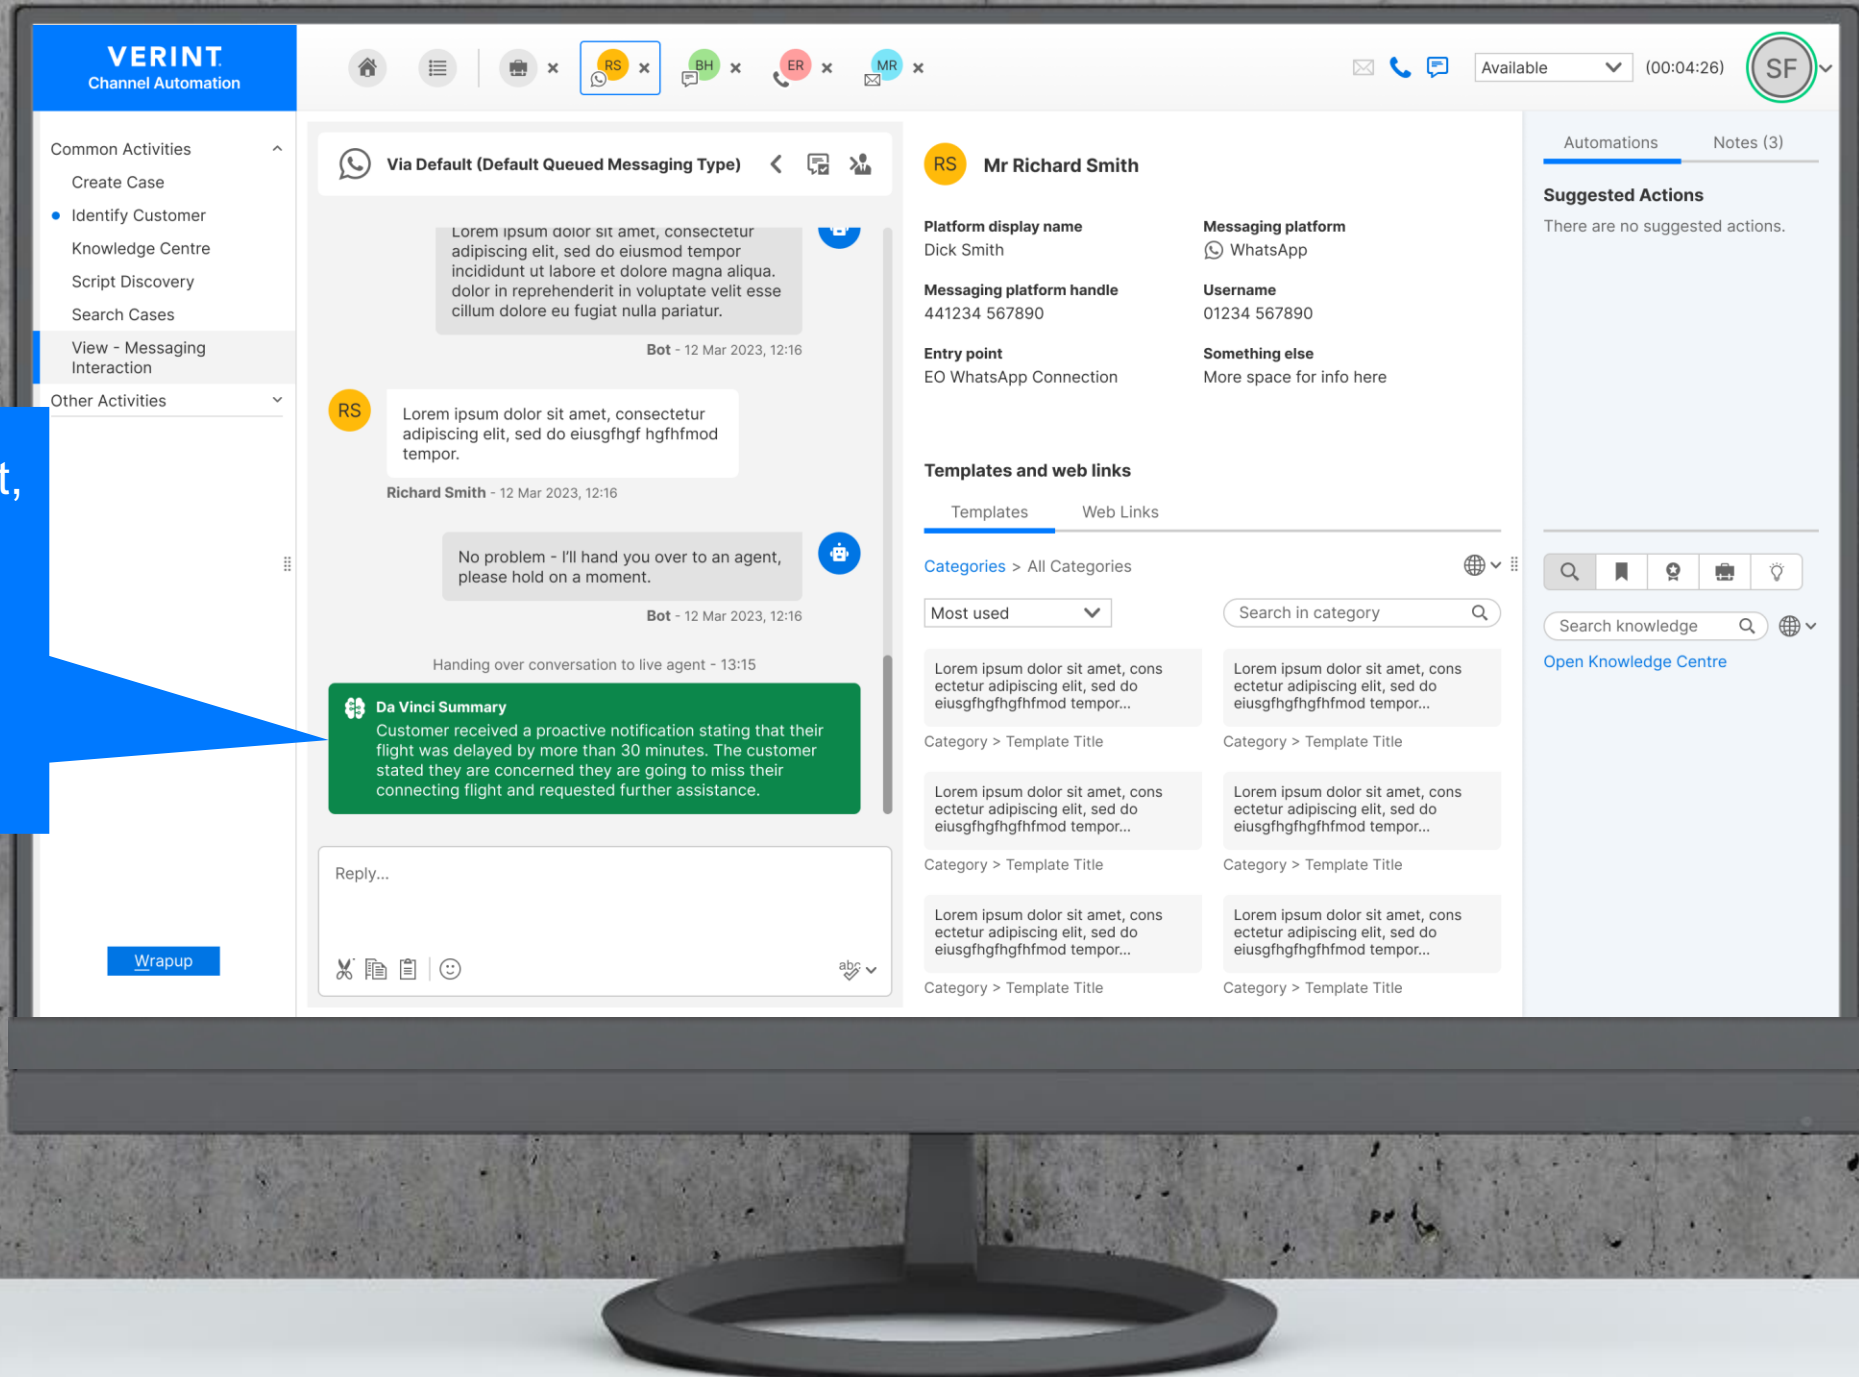 VERINT
Channel Automation
RS
BH
ER
MR
Available
(00:04:26)
SF
Common Activities
Create Case
Identify Customer
Knowledge Centre
Script Discovery
Search Cases
View - Messaging
Interaction
Other Activities
t,
Wrapup
Via Default (Default Queued Messaging Type)
Lorem ipsum dolor sit amet, consectetur
adipiscing elit, sed do eiusmod tempor
incididunt ut labore et dolore magna aliqua.
dolor in reprehenderit in voluptate velit esse
cillum dolore eu fugiat nulla pariatur.
Bot - 12 Mar 2023, 12:16
RS
Lorem ipsum dolor sit amet, consectetur
adipiscing elit, sed do eiusgfhgf hgfhfmod
tempor.
Richard Smith - 12 Mar 2023, 12:16
No problem - I'll hand you over to an agent,
please hold on a moment.
Bot - 12 Mar 2023, 12:16
Handing over conversation to live agent - 13:15
Da Vinci Summary
Customer received a proactive notification stating that their
flight was delayed by more than 30 minutes. The customer
stated they are concerned they are going to miss their
connecting flight and requested further assistance.
Reply...
abc
RS
Mr Richard Smith
Platform display name
Dick Smith
Messaging platform
WhatsApp
Messaging platform handle
441234 567890
Username
01234 567890
Entry point
EO WhatsApp Connection
Something else
More space for info here
Templates and web links
Templates
Web Links
Categories > All Categories
Most used
Search in category
Lorem ipsum dolor sit amet, cons
ectetur adipiscing elit, sed do
eiusgfhgfhgfhfmod tempor...
Category > Template Title
Lorem ipsum dolor sit amet, cons
ectetur adipiscing elit, sed do
eiusgfhgfhgfhfmod tempor...
Category > Template Title
Lorem ipsum dolor sit amet, cons
ectetur adipiscing elit, sed do
eiusgfhgfhgfhfmod tempor...
Category > Template Title
Lorem ipsum dolor sit amet, cons
ectetur adipiscing elit, sed do
eiusgfhgfhgfhfmod tempor...
Category > Template Title
Lorem ipsum dolor sit amet, cons
ectetur adipiscing elit, sed do
eiusgfhgfhgfhfmod tempor...
Category > Template Title
Lorem ipsum dolor sit amet, cons
ectetur adipiscing elit, sed do
eiusgfhgfhgfhfmod tempor...
Category > Template Title
Automations
Notes (3)
Suggested Actions
There are no suggested actions.
Search knowledge
Open Knowledge Centre